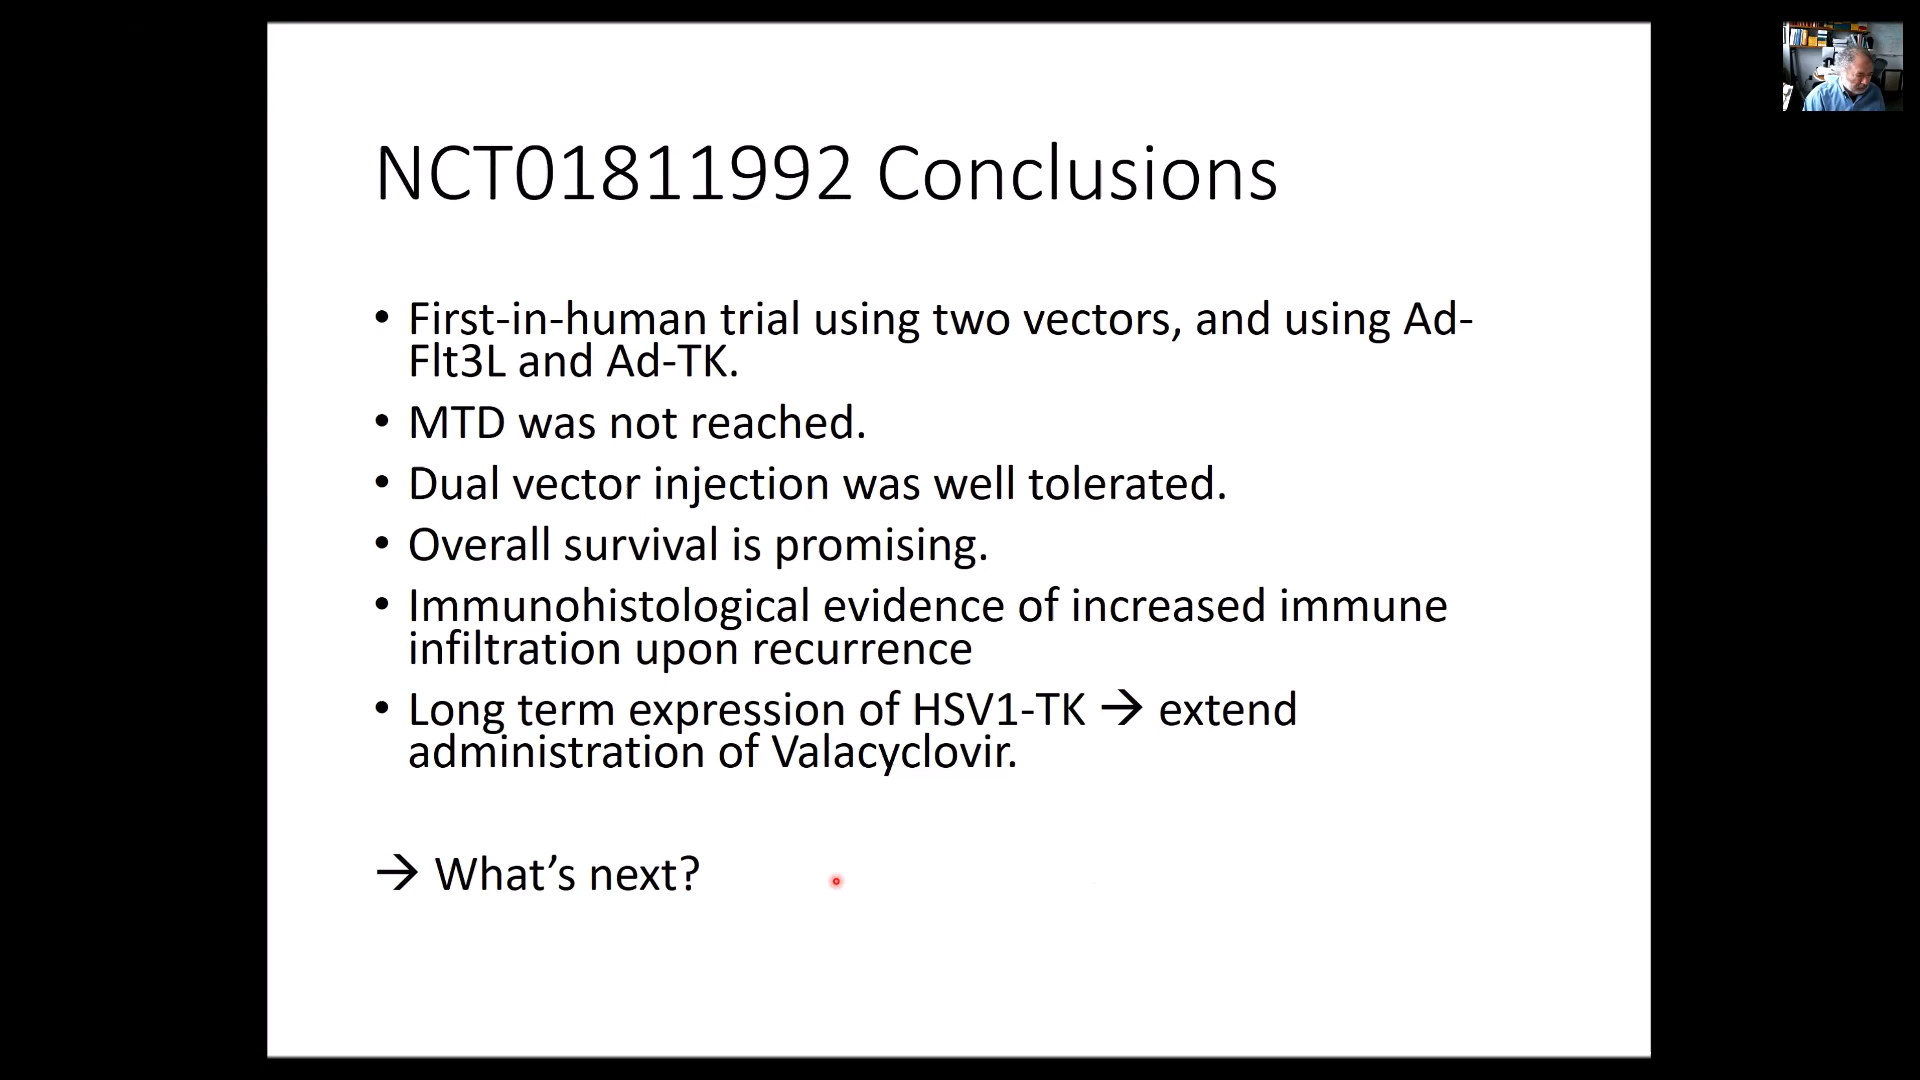 NCT01811992 Conclusions
• First-in-human trial using two vectors, and using Ad-
Flt3L and Ad-TK.
• MTD was not reached.
• Dual vector injection was well tolerated.
• Overall survival is promising.
• Immunohistological evidence of increased immune
infiltration upon recurrence
• Long term expression of HSV1-TK → extend
administration of Valacyclovir.
→ What’s next?